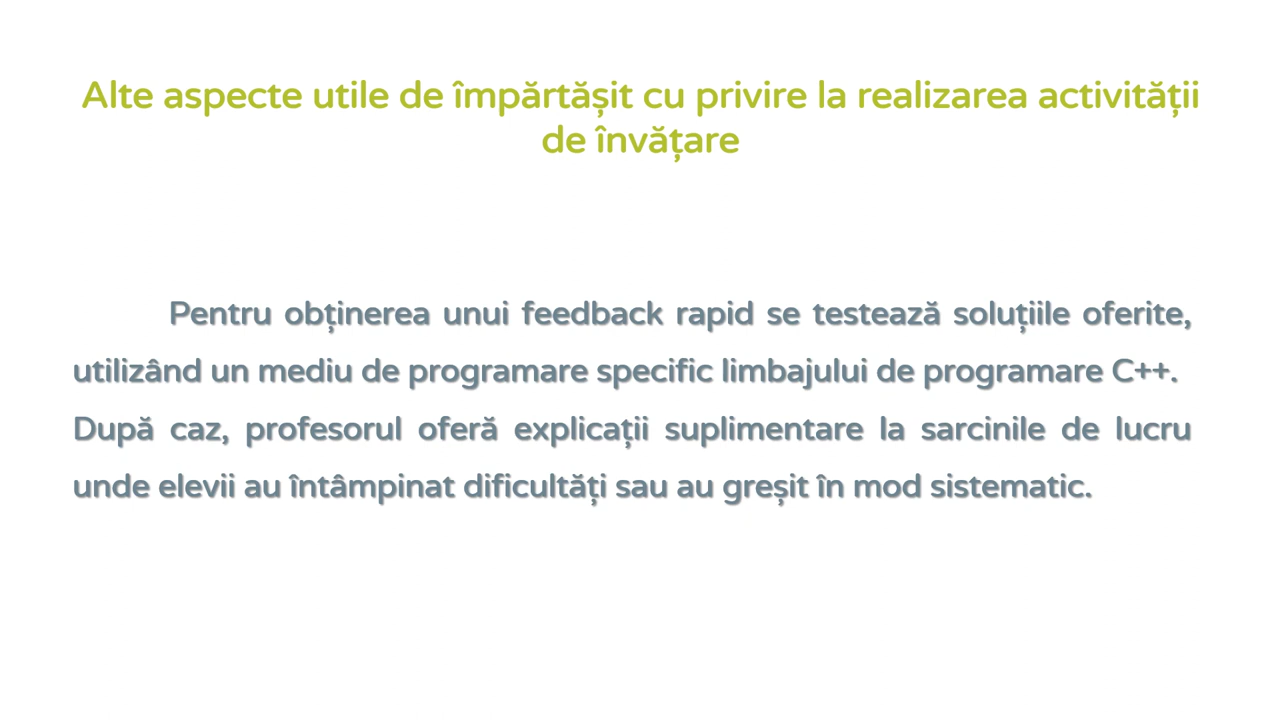 Alte aspecte utile de împărtășit cu privire la realizarea activității
de învățare
Pentru obținerea unui feedback rapid se testează soluțiile oferite,
utilizând un mediu de programare specific limbajului de programare C++.
După caz, profesorul oferă explicații suplimentare la sarcinile de lucru
unde elevii au întâmpinat dificultăți sau au greșit în mod sistematic.